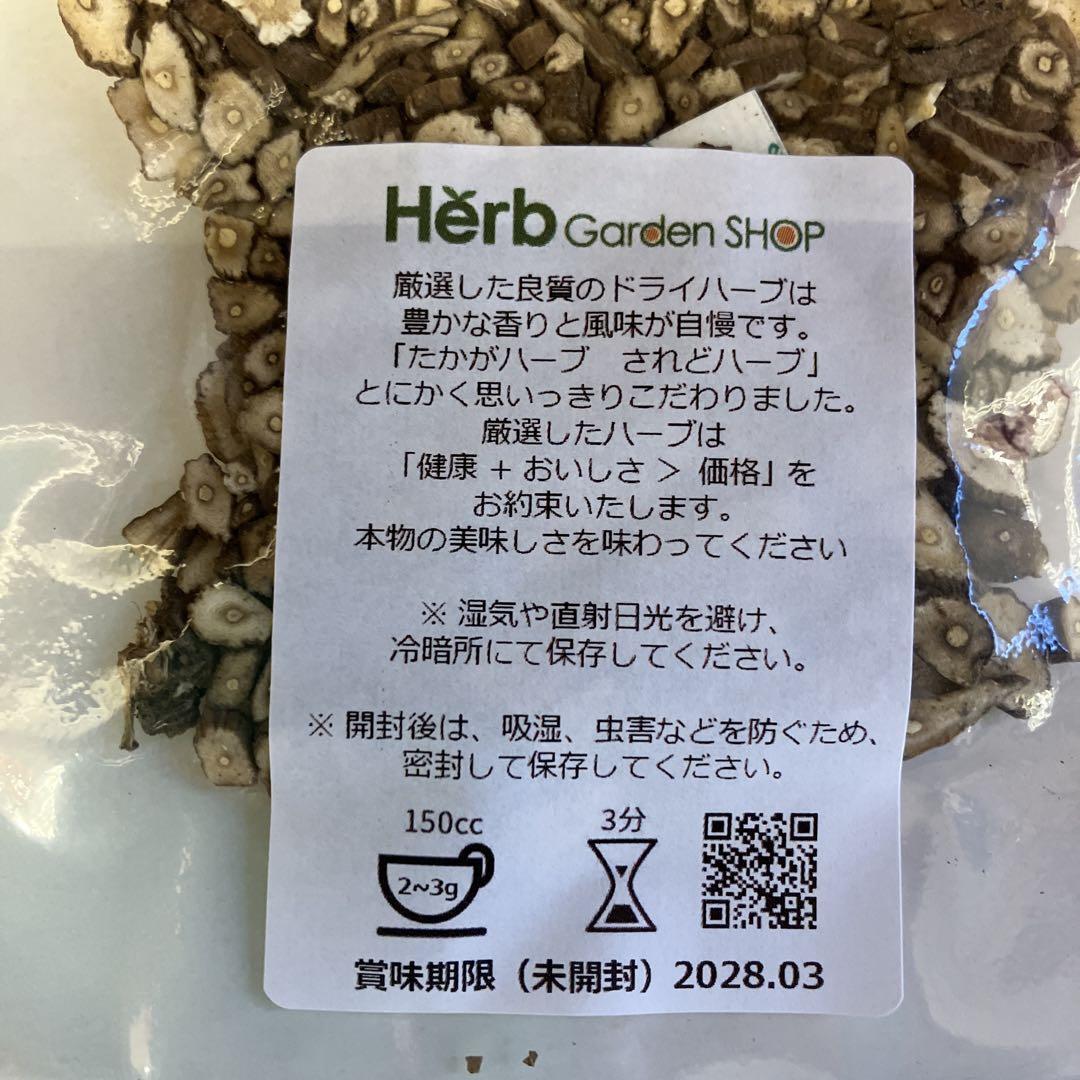 Herb Garden SHOP
厳選した良質のドライハーブは
豊かな香りと風味が自慢です。
「たかがハーブ　されどハーブ」
とにかく思いっきりこだわりました。
厳選したハーブは
「健康 + おいしさ > 価格」を
お約束いたします。
本物の美味しさを味わってください
※ 湿気や直射日光を避け、
冷暗所にて保存してください。
※ 開封後は、吸湿、虫害などを防ぐため、
密封して保存してください。
150cc
3分
2~3g
賞味期限（未開封）2028.03